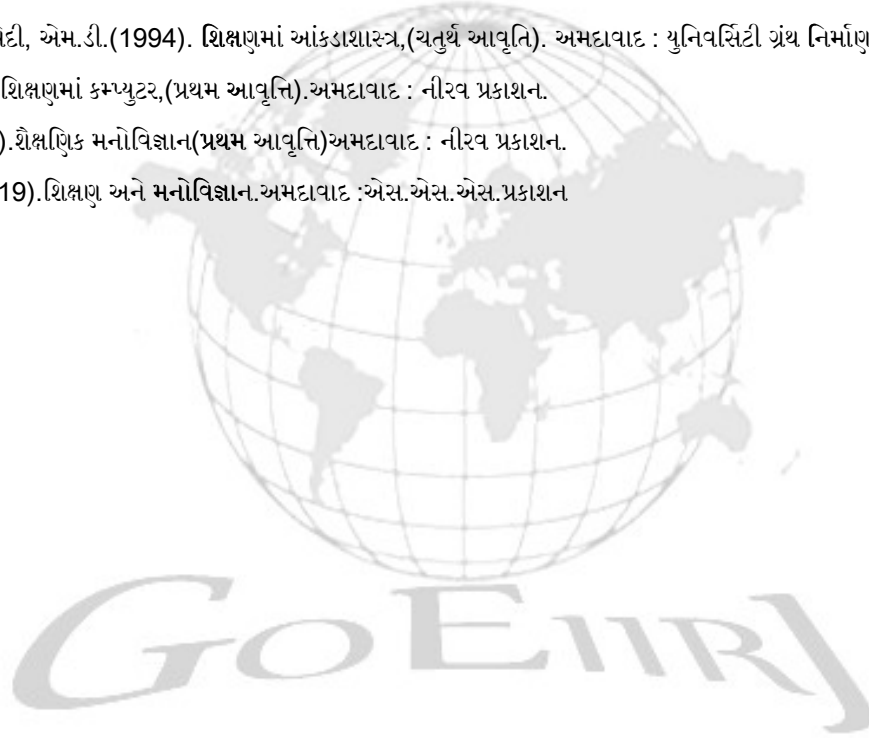 એમ.ડી.(1994). શિક્ષણમાં આંકડાશાસ્ત્ર,(ચતુર્થ આવૃતિ). અમદાવાદ : યુનિવર્સિટી ગ્રંથ નિર્માણ
શિક્ષણમાં કમ્પ્યુટર,(પ્રથમ આવૃત્તિ).અમદાવાદ : નીરવ પ્રકાશન.
).શૈક્ષણિક મનોવિજ્ઞાન(પ્રથમ આવૃત્તિ)અમદાવાદ : નીરવ પ્રકાશન.
19).શિક્ષણ અને મનોવિજ્ઞાન.અમદાવાદ :એસ.એસ.એસ.પ્રકાશન
GOEIIRJ